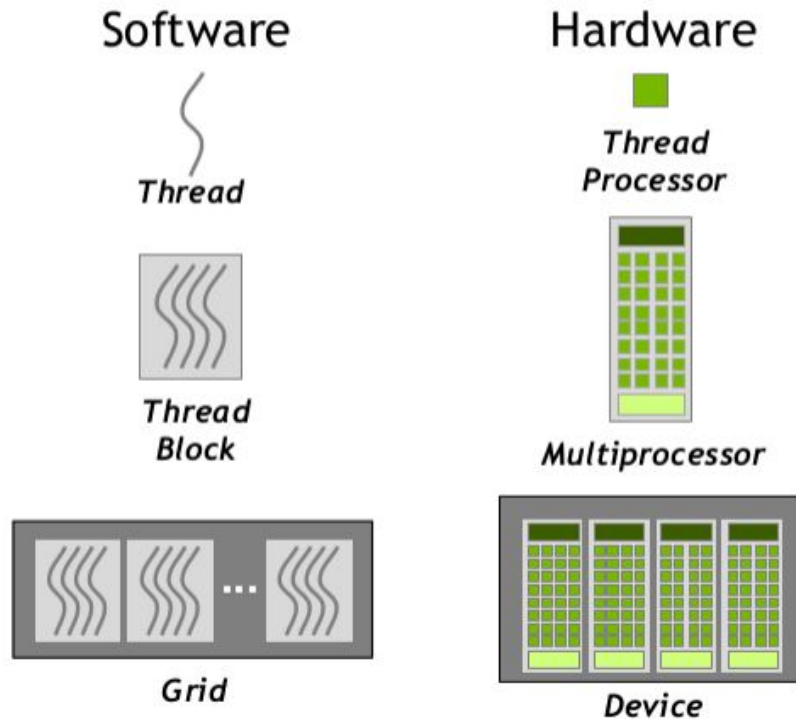 Software
Hardware
Thread
Thread
Processor
Thread
Block
Multiprocessor
...
Grid
Device